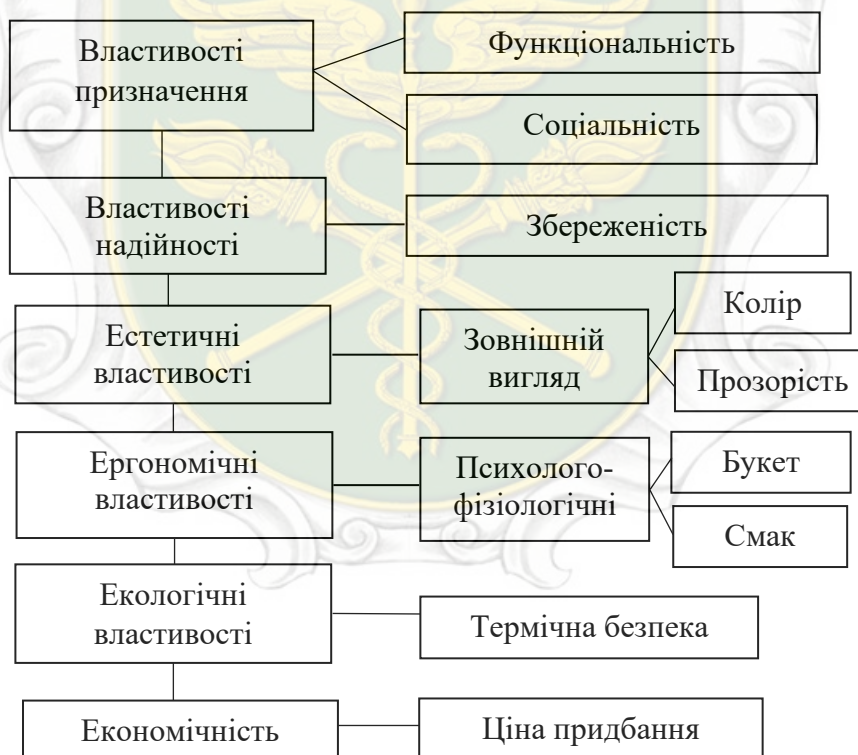 Властивості
призначення
Функціональність
Соціальність
Властивості
надійності
Збереженість
Естетичні
властивості
Зовнішній
вигляд
Колір
Прозорість
Ергономічні
властивості
Психолого-
фізіологічні
Букет
Смак
Екологічні
властивості
Термічна безпека
Економічність
Ціна придбання